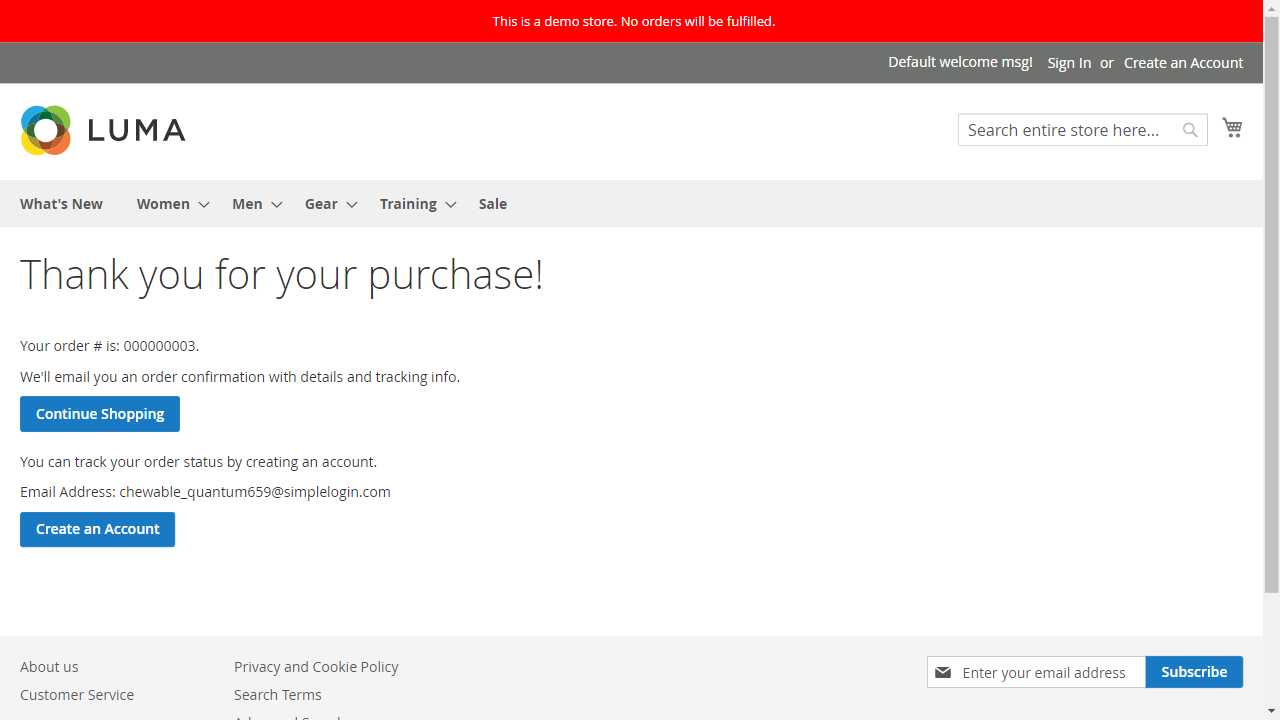 This is a demo store. No orders will be fulfilled.
Default welcome msg! Sign In or Create an Account
LUMA
Search entire store here...
What's New Women Men Gear Training Sale
Thank you for your purchase!
Your order # is: 000000003.
We'll email you an order confirmation with details and tracking info.
Continue Shopping
You can track your order status by creating an account.
Email Address: chewable_quantum659@simplelogin.com
Create an Account
About us
Customer Service
Privacy and Cookie Policy
Search Terms
Enter your email address Subscribe